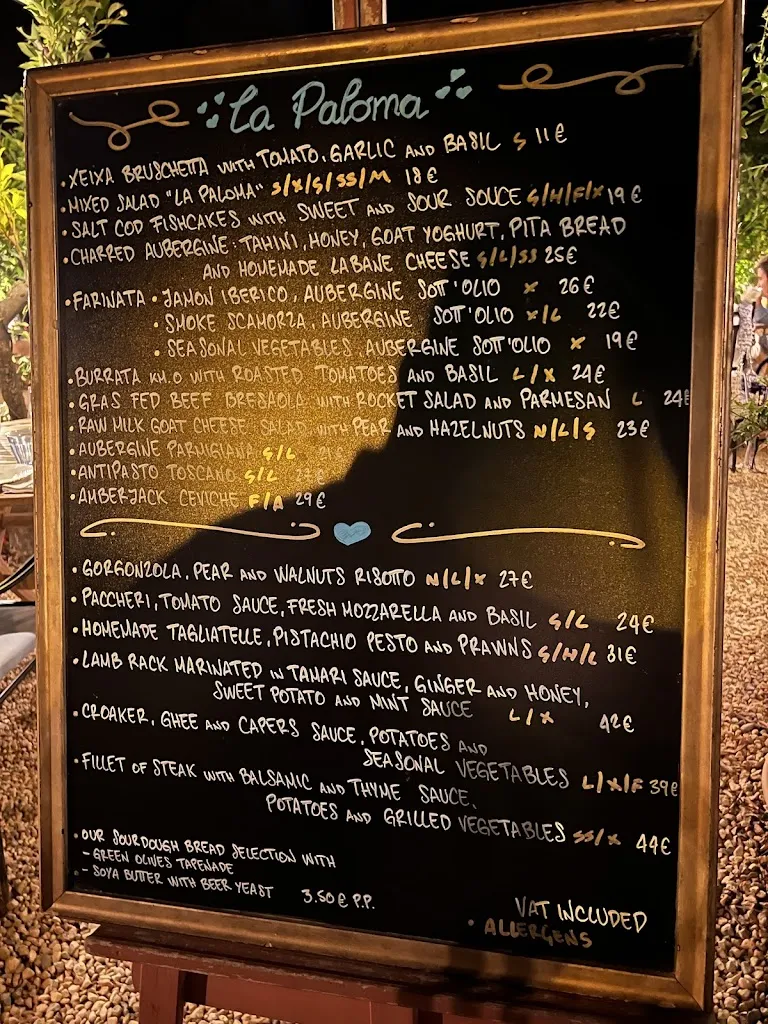 La Paloma
• XEIXA BRUSCHETTA WITH TOMATO, GARLIC AND BASIL S 11€
• MIXED SALAD "LA PALOMA" S/X/G/SS/M 18€
• SALT COD FISHCAKES WITH SWEET AND SOUR SOUCE G/H/F/X 19€
• CHARRED AUBERGINE: TAHINI, HONEY, GOAT YOGHURT, PITA BREAD
AND HOMEMADE LABANE CHEESE G/L/SS 25€
• FARINATA • JAMON IBERICO, AUBERGINE SOTT'OLIO X 26€
• SMOKE SCAMORZA, AUBERGINE SOTT'OLIO X/L 22€
• SEASONAL VEGETABLES, AUBERGINE SOTT'OLIO X 19€
• BURRATA KM.0 WITH ROASTED TOMATOES AND BASIL L/X 24€
• GRAS FED BEEF BRESAOLA WITH ROCKET SALAD AND PARMESAN L 24€
• RAW MILK GOAT CHEESE SALAD WITH PEAR AND HAZELNUTS N/L/S 23€
• AUBERGINE PARMIGIANA G/L
• ANTIPASTO TOSCANO G/L
• AMBERJACK CEVICHE F/A 29€
• GORGONZOLA, PEAR AND WALNUTS RISOTTO N/L/X 27€
• PACCHERI, TOMATO SAUCE, FRESH MOZZARELLA AND BASIL G/L 24€
• HOMEMADE TAGLIATELLE, PISTACHIO PESTO AND PRAWNS G/H/L 31€
• LAMB RACK MARINATED IN TAMARI SAUCE, GINGER AND HONEY,
SWEET POTATO AND MINT SAUCE L/X 42€
• CROAKER, GHEE AND CAPERS SAUCE, POTATOES AND
SEASONAL VEGETABLES L/X/F 39€
• FILLET OF STEAK WITH BALSAMIC AND THYME SAUCE,
POTATOES AND GRILLED VEGETABLES SS/X 44€
• OUR SOURDOUGH BREAD SELECTION WITH
- GREEN OLIVES TAPENADE
- SOYA BUTTER WITH BEER YEAST 3.50€ P.P.
VAT INCLUDED
• ALLERGENS